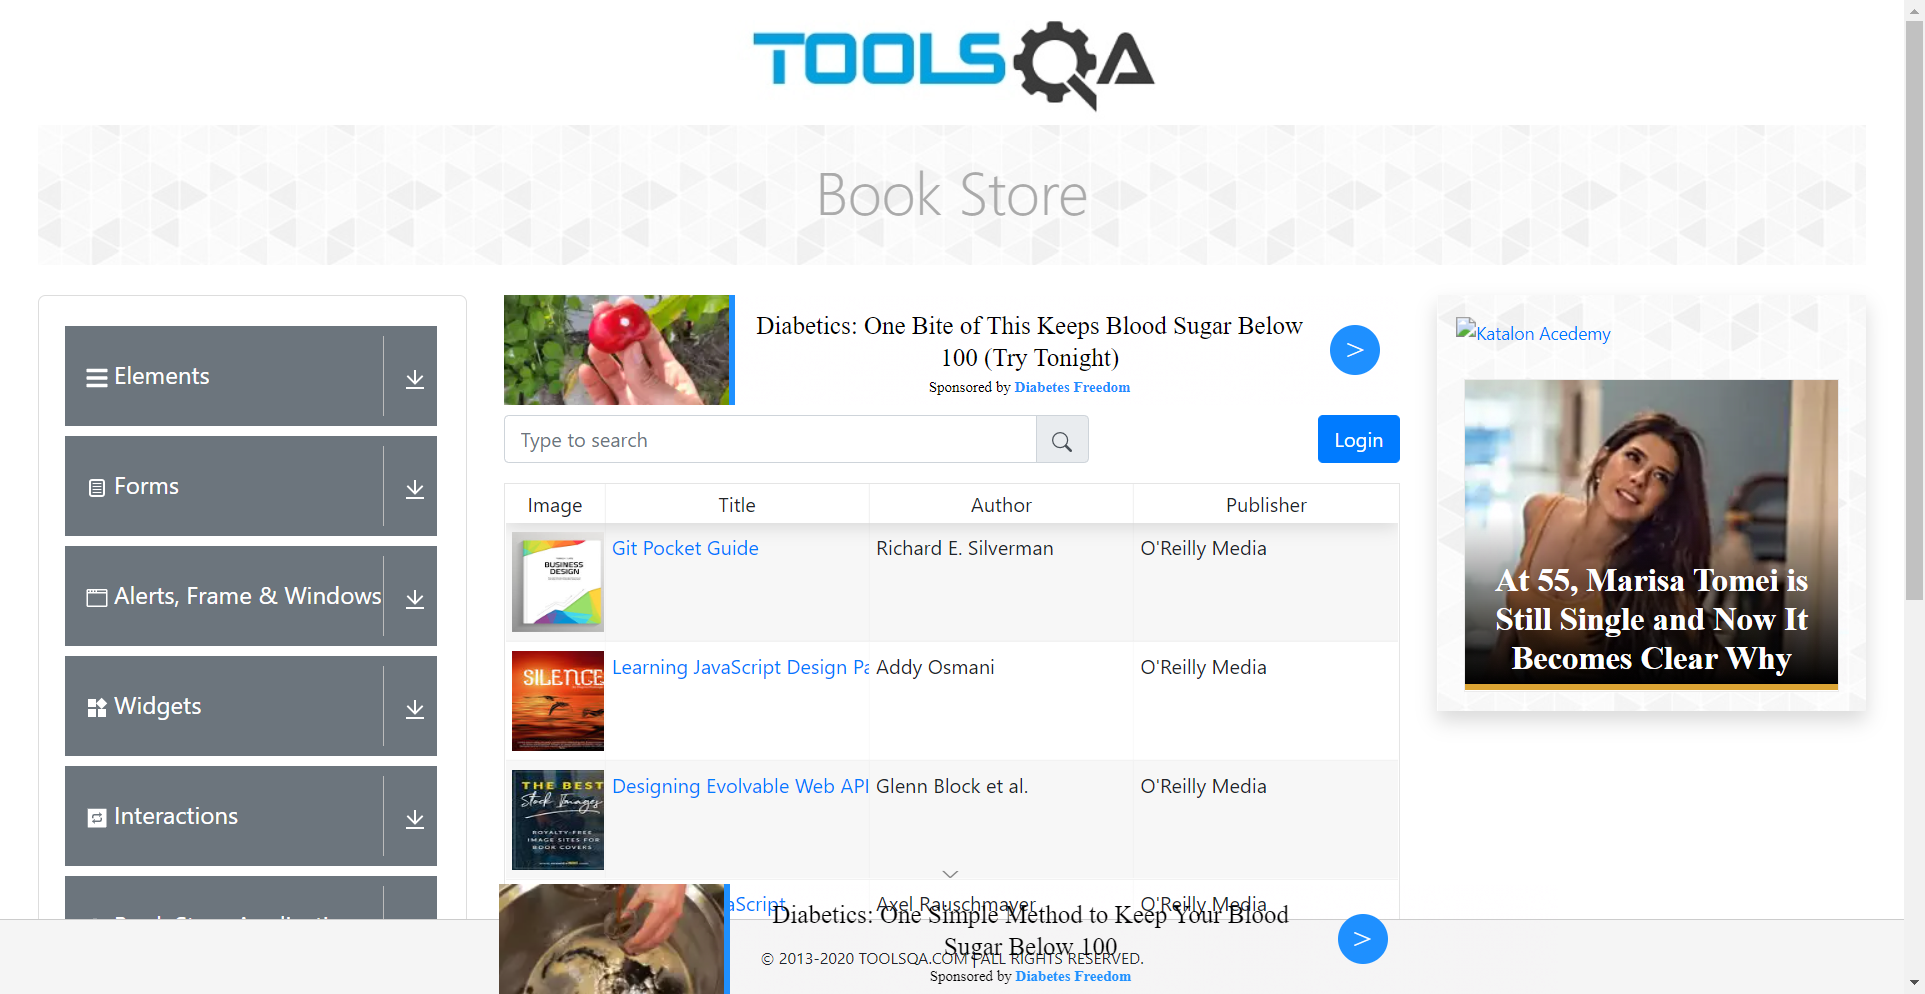 TOOLSQA
Book Store
Elements
Forms
Alerts, Frame & Windows
Widgets
Interactions
Diabetics: One Bite of This Keeps Blood Sugar Below
100 (Try Tonight)
Sponsored by Diabetes Freedom
>
Type to search
Login
Image Title Author Publisher
BUSINESS
DESIGN
Git Pocket Guide Richard E. Silverman O'Reilly Media
SILENCE
Learning JavaScript Design Pa Addy Osmani O'Reilly Media
THE BEST
Stock Images
ROYALTY-FREE
IMAGE SITES FOR
BOOK COVERS
Designing Evolvable Web API Glenn Block et al. O'Reilly Media
aScript Axel Rauschmayer O'Reilly Media
Diabetics: One Simple Method to Keep Your Blood
Sugar Below 100
Sponsored by Diabetes Freedom
>
© 2013-2020 TOOLSQA.COM | ALL RIGHTS RESERVED.
Katalon Acedemy
At 55, Marisa Tomei is
Still Single and Now It
Becomes Clear Why